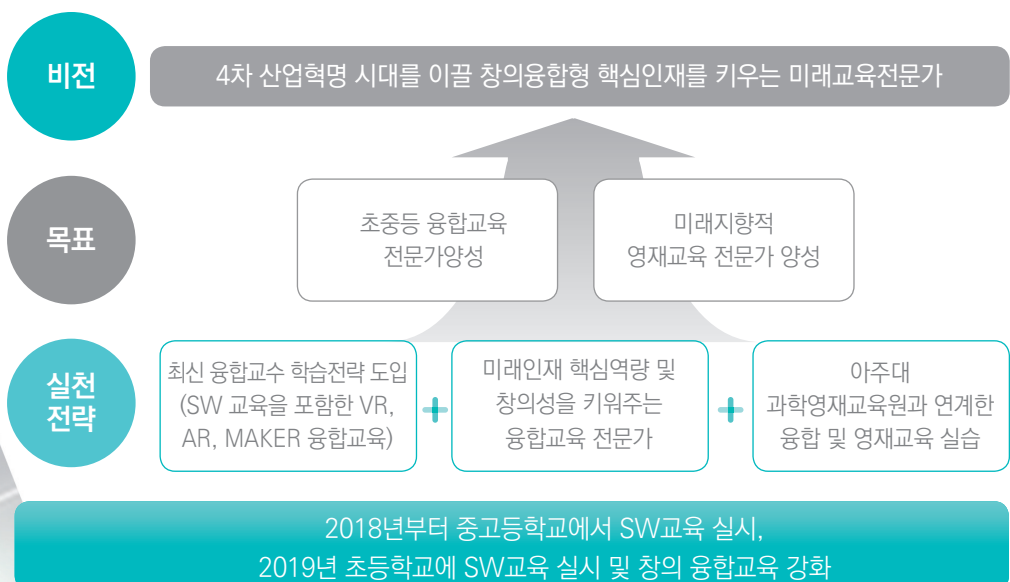 비전
4차 산업혁명 시대를 이끌 창의융합형 핵심인재를 키우는 미래교육전문가
목표
초중등 융합교육
전문가양성
미래지향적
영재교육 전문가 양성
실천
전략
최신 융합교수 학습전략 도입
(SW 교육을 포함한 VR,
AR, MAKER 융합교육)
+
미래인재 핵심역량 및
창의성을 키워주는
융합교육 전문가
+
아주대
과학영재교육원과 연계한
융합 및 영재교육 실습
2018년부터 중고등학교에서 SW교육 실시,
2019년 초등학교에 SW교육 실시 및 창의 융합교육 강화